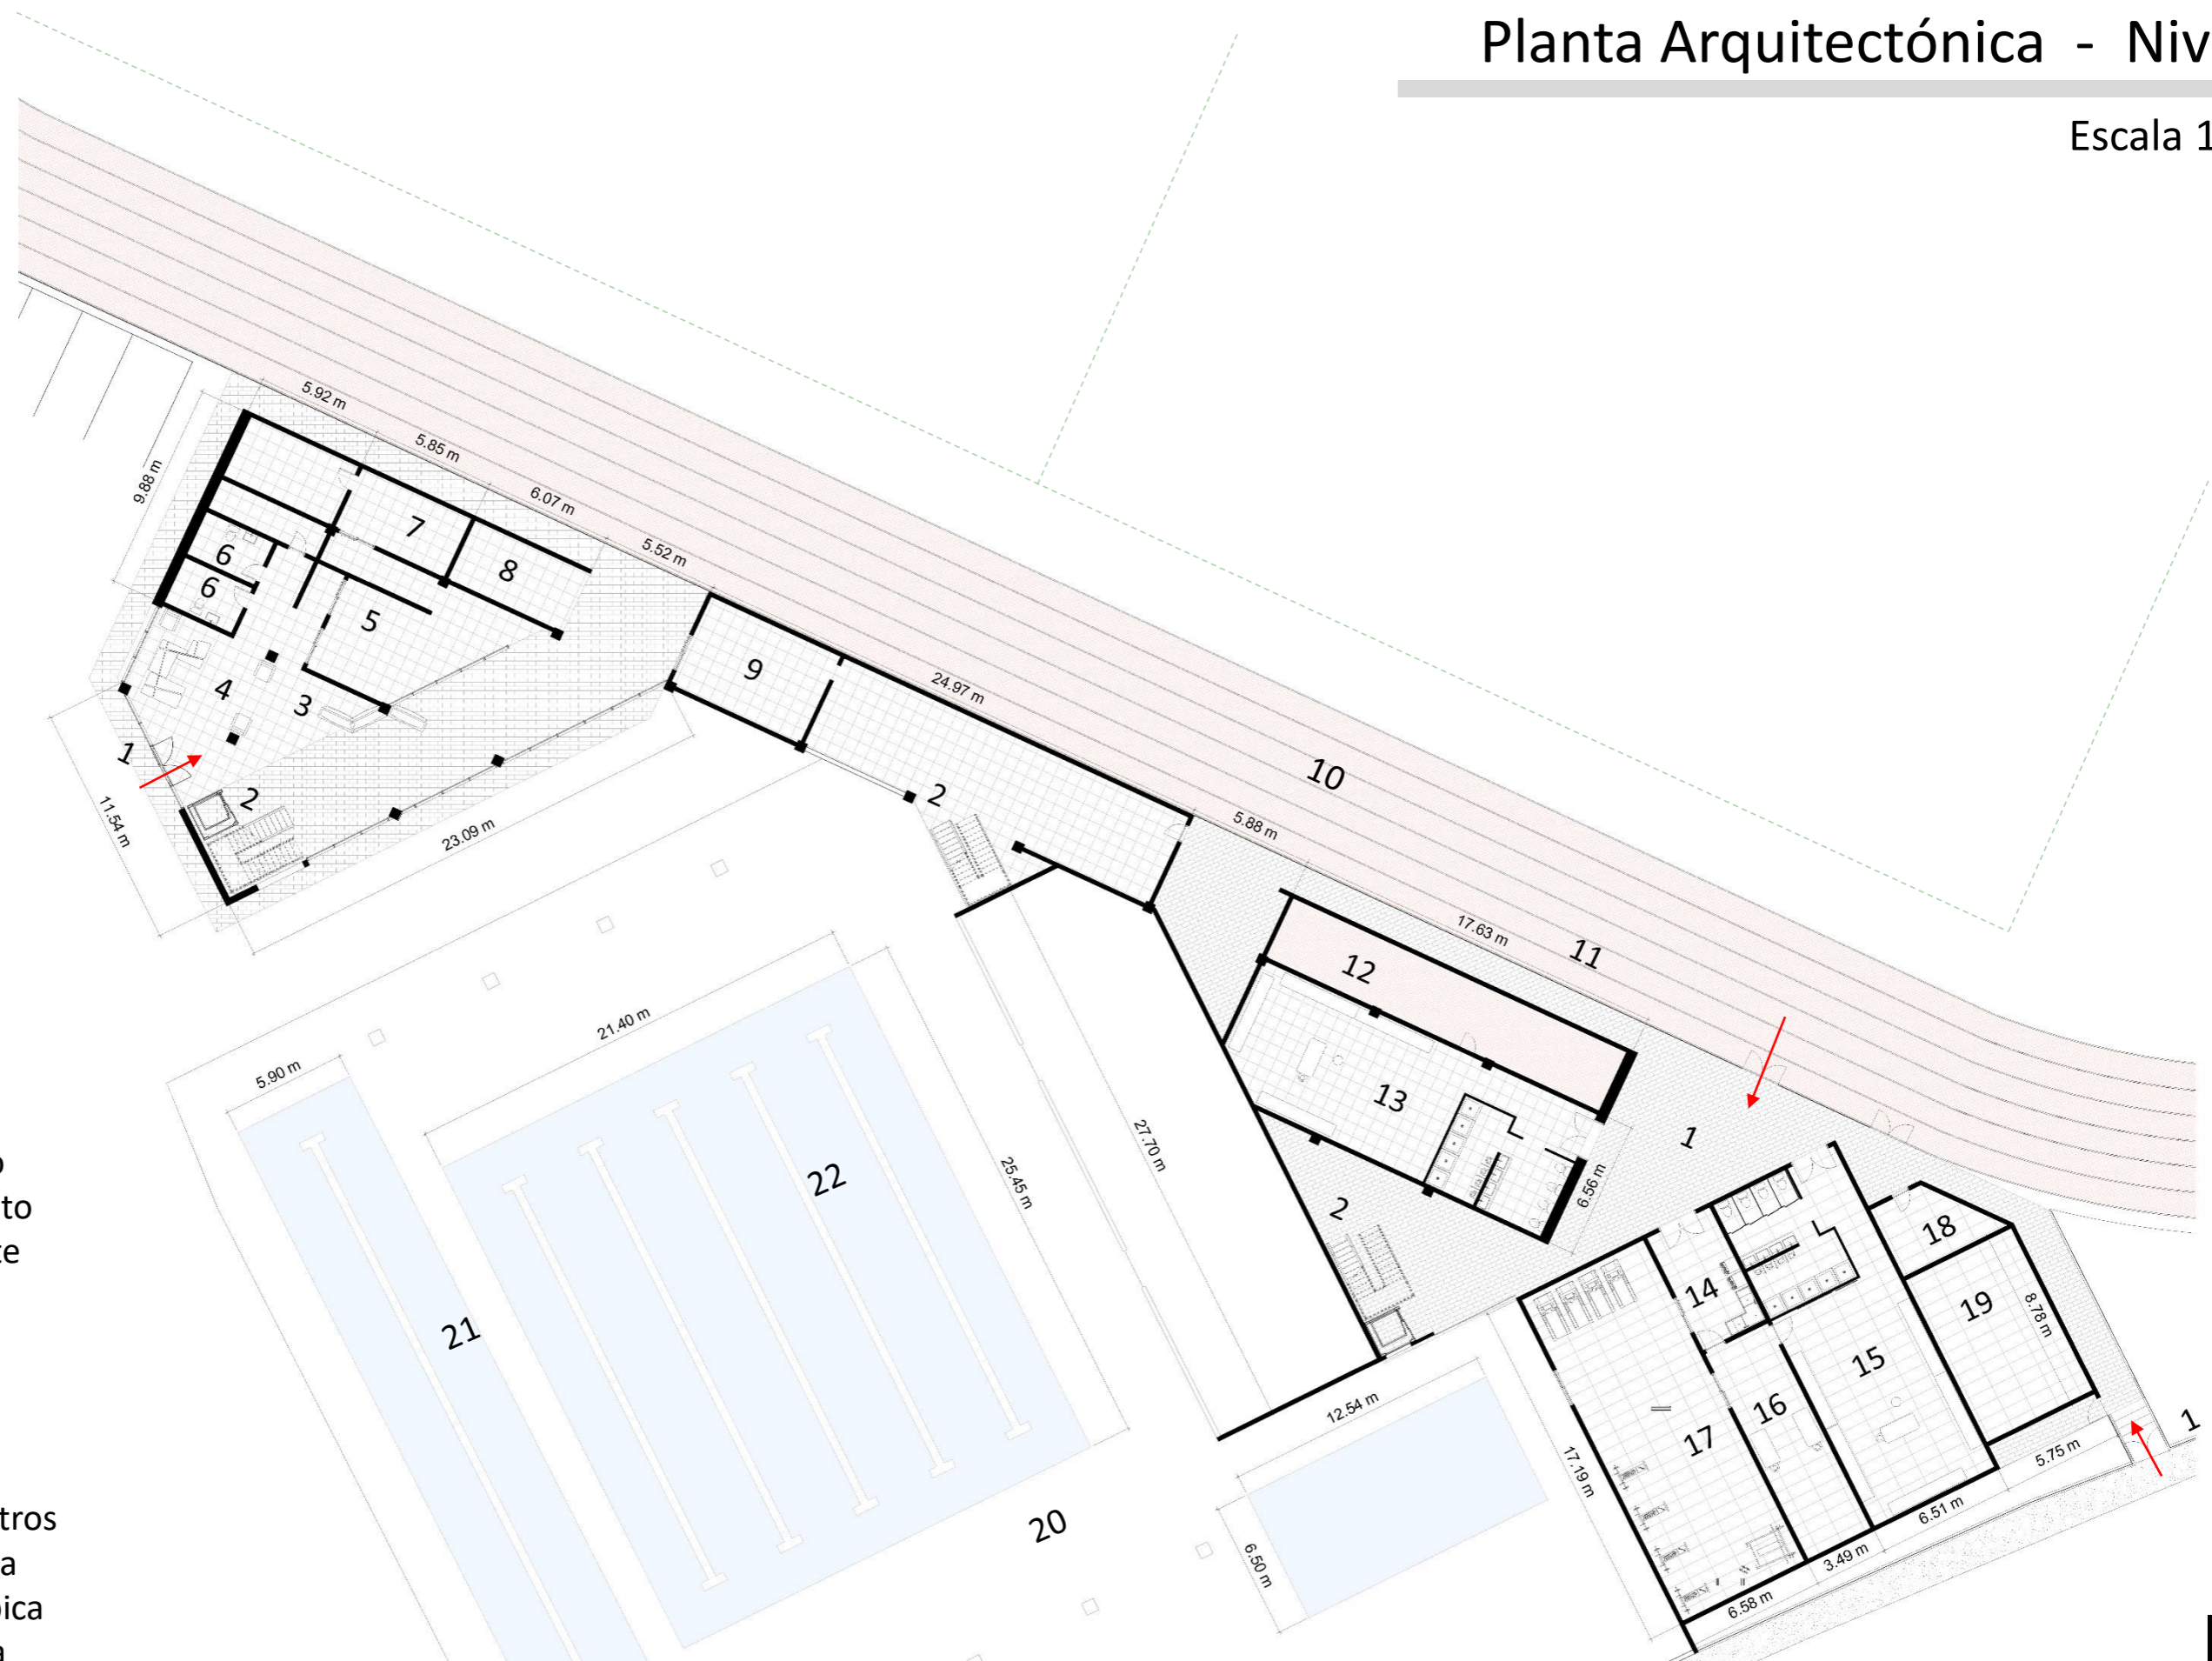 Planta Arquitectónica - Niv
Escala 1
5.92 m
5.85 m
6.07 m
5.52 m
9.88 m
7
8
6
6
5
9
4
3
24.97 m
10
1
2
2
11.54 m
23.09 m
5.88 m
17.63 m
11
12
21.40 m
5.90 m
13
27.70 m
1
22
25.45 m
6.56 m
2
21
14
18
19
8.78 m
15
16
17
12.54 m
17.19 m
1
5.75 m
6.51 m
3.49 m
6.58 m
20
6.50 m
o
to
te
tros
a
pica
a